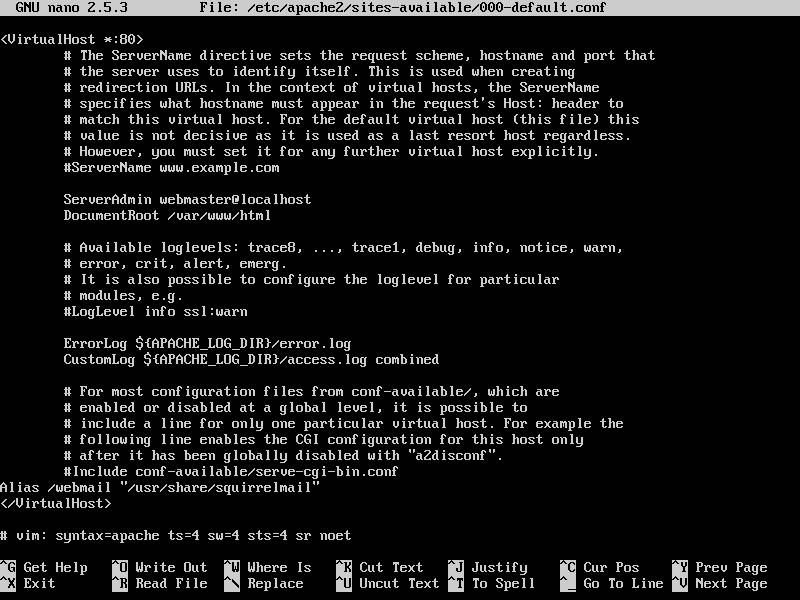 GNU nano 2.5.3 File: /etc/apache2/sites-available/000-default.conf
<VirtualHost *:80>
# The ServerName directive sets the request scheme, hostname and port that
# the server uses to identify itself. This is used when creating
# redirection URLs. In the context of virtual hosts, the ServerName
# specifies what hostname must appear in the request's Host: header to
# match this virtual host. For the default virtual host (this file) this
# value is not decisive as it is used as a last resort host regardless.
# However, you must set it for any further virtual host explicitly.
#ServerName www.example.com
ServerAdmin webmaster@localhost
DocumentRoot /var/www/html
# Available loglevels: trace8, ..., trace1, debug, info, notice, warn,
# error, crit, alert, emerg.
# It is also possible to configure the loglevel for particular
# modules, e.g.
#LogLevel info ssl:warn
ErrorLog ${APACHE_LOG_DIR}/error.log
CustomLog ${APACHE_LOG_DIR}/access.log combined
# For most configuration files from conf-available/, which are
# enabled or disabled at a global level, it is possible to
# include a line for only one particular virtual host. For example the
# following line enables the CGI configuration for this host only
# after it has been globally disabled with "a2disconf".
#Include conf-available/serve-cgi-bin.conf
Alias /webmail "/usr/share/squirrelmail"
</VirtualHost>
# vim: syntax=apache ts=4 sw=4 sts=4 sr noet
^G Get Help ^O Write Out ^W Where Is ^K Cut Text ^J Justify ^C Cur Pos ^Y Prev Page
^X Exit ^R Read File ^\ Replace ^U Uncut Text ^T To Spell ^_ Go To Line ^V Next Page